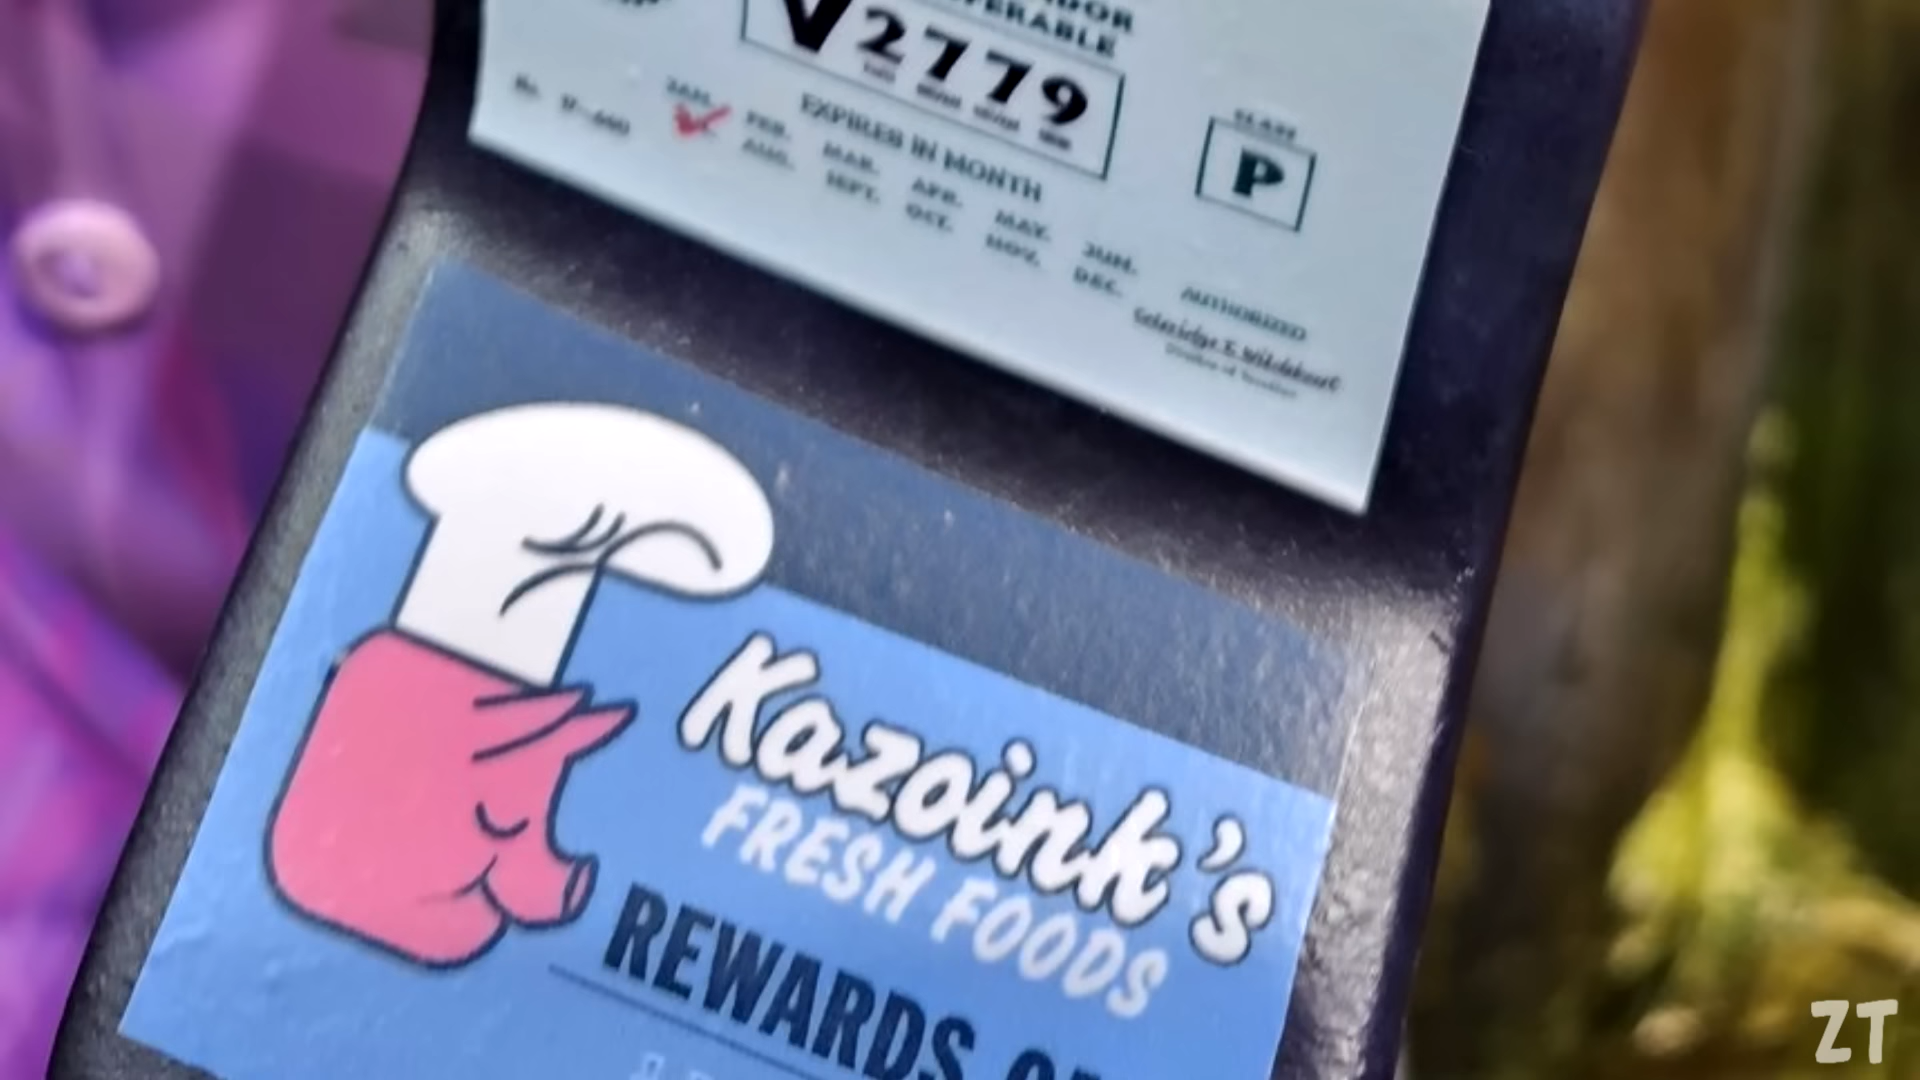 V2779
EXPIRES IN MONTH
JAN. FEB. MAR. APR. MAY. JUN.
AUG. SEPT. OCT. NOV. DEC.
CLASS
P
AUTHORIZED
Kazoink's
FRESH FOODS
REWARDS
ZT